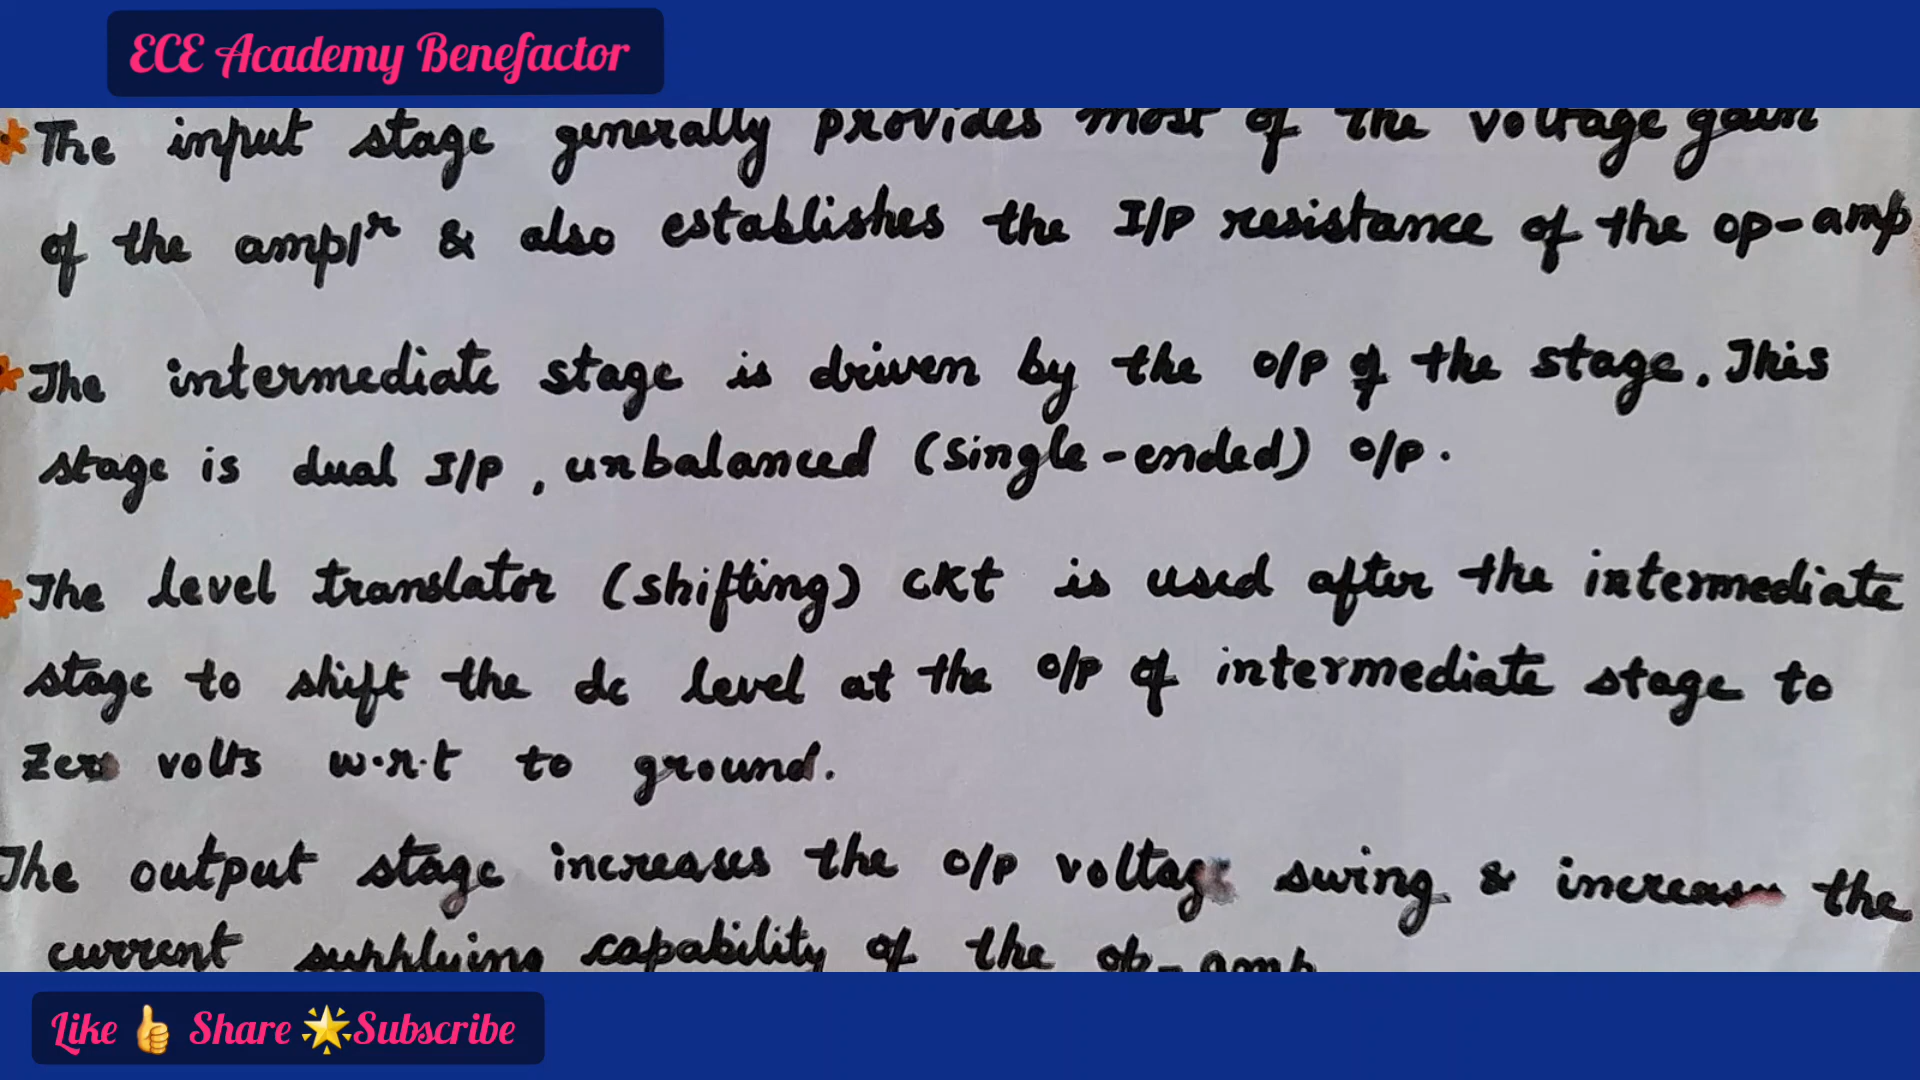 ECE Academy Benefactor
The input stage generally provides most of the voltage gain
of the ampl^r & also establishes the I/P resistance of the op-amp
The intermediate stage is driven by the o/p of the stage. This
stage is dual I/P, unbalanced (single-ended) o/p.
The level translator (shifting) ckt is used after the intermediate
stage to shift the dc level at the o/p of intermediate stage to
Zero volts w.r.t to ground.
The output stage increases the o/p voltage swing & increases the
current supplying capability of the op-amp
Like 👍 Share 🌟Subscribe